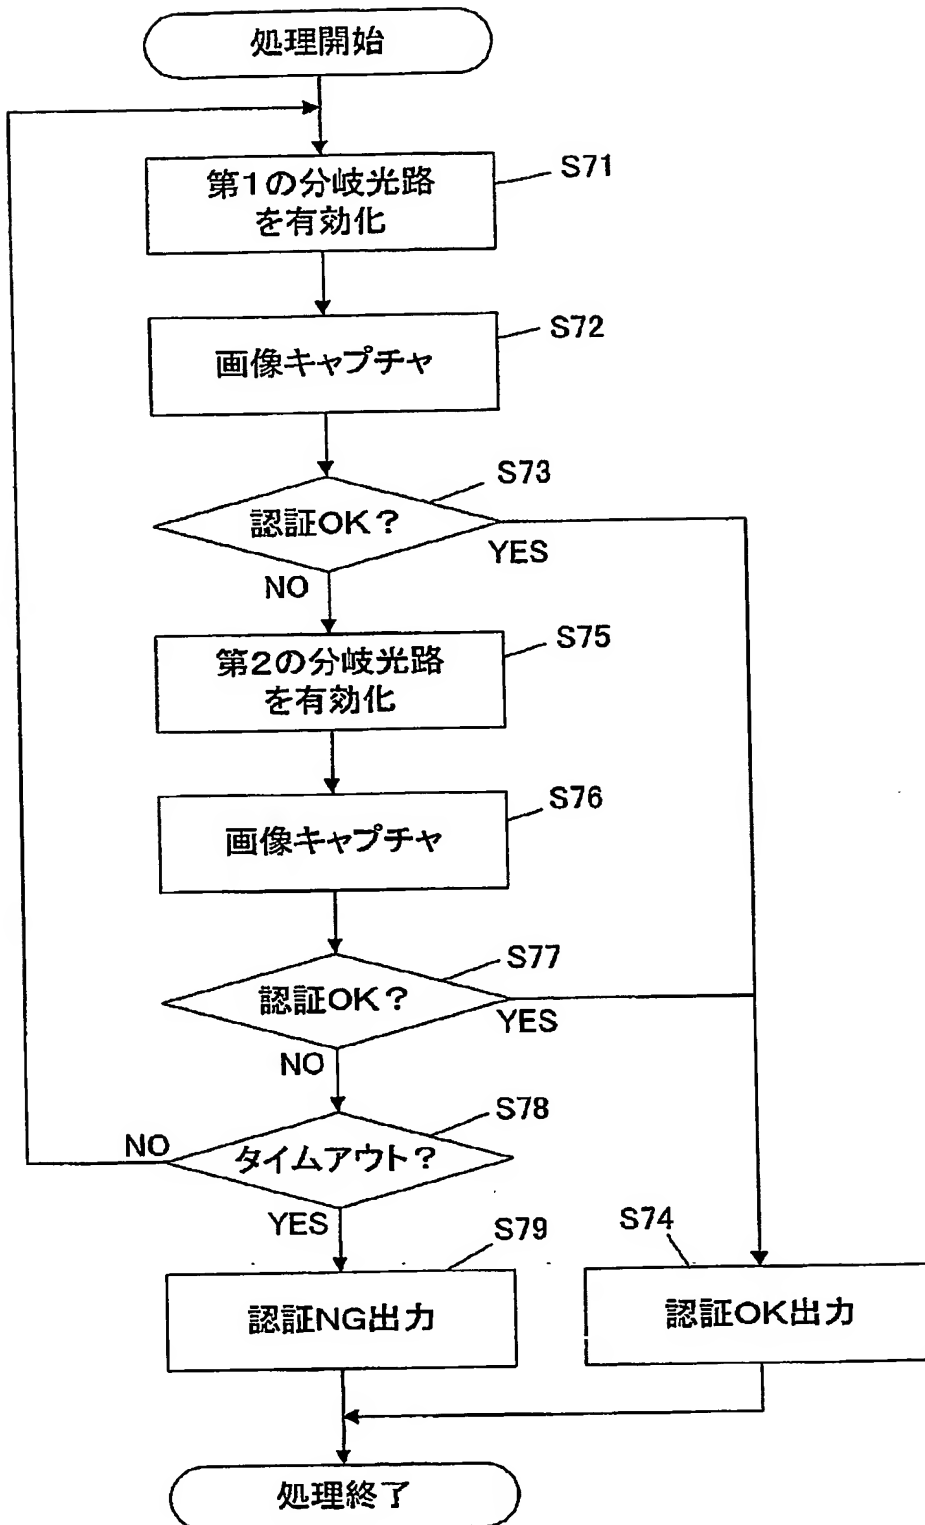 処理開始
第1の分岐光路
を有効化
S71
画像キャプチャ
S72
認証OK?
S73
YES
NO
第2の分岐光路
を有効化
S75
画像キャプチャ
S76
認証OK?
S77
YES
NO
タイムアウト?
S78
NO
YES
認証NG出力
S79
認証OK出力
S74
処理終了